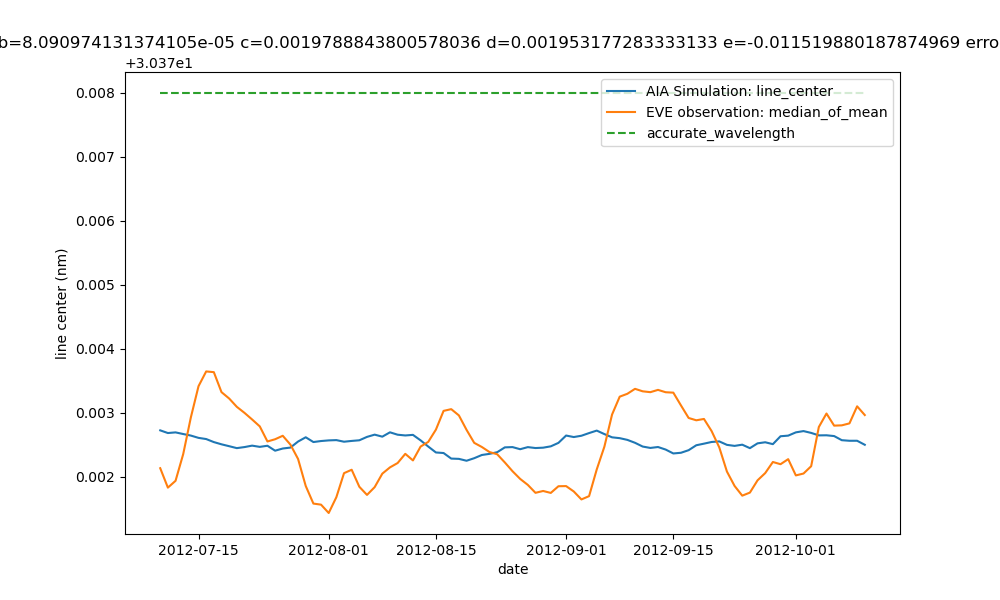 b=8.090974131374105e-05 c=0.0019788843800578036 d=0.001953177283333133 e=-0.011519880187874969 erro
+3.037e1
0.008
0.007
0.006
0.005
0.004
0.003
0.002
line center (nm)
AIA Simulation: line_center
EVE observation: median_of_mean
accurate_wavelength
2012-07-15 2012-08-01 2012-08-15 2012-09-01 2012-09-15 2012-10-01
date